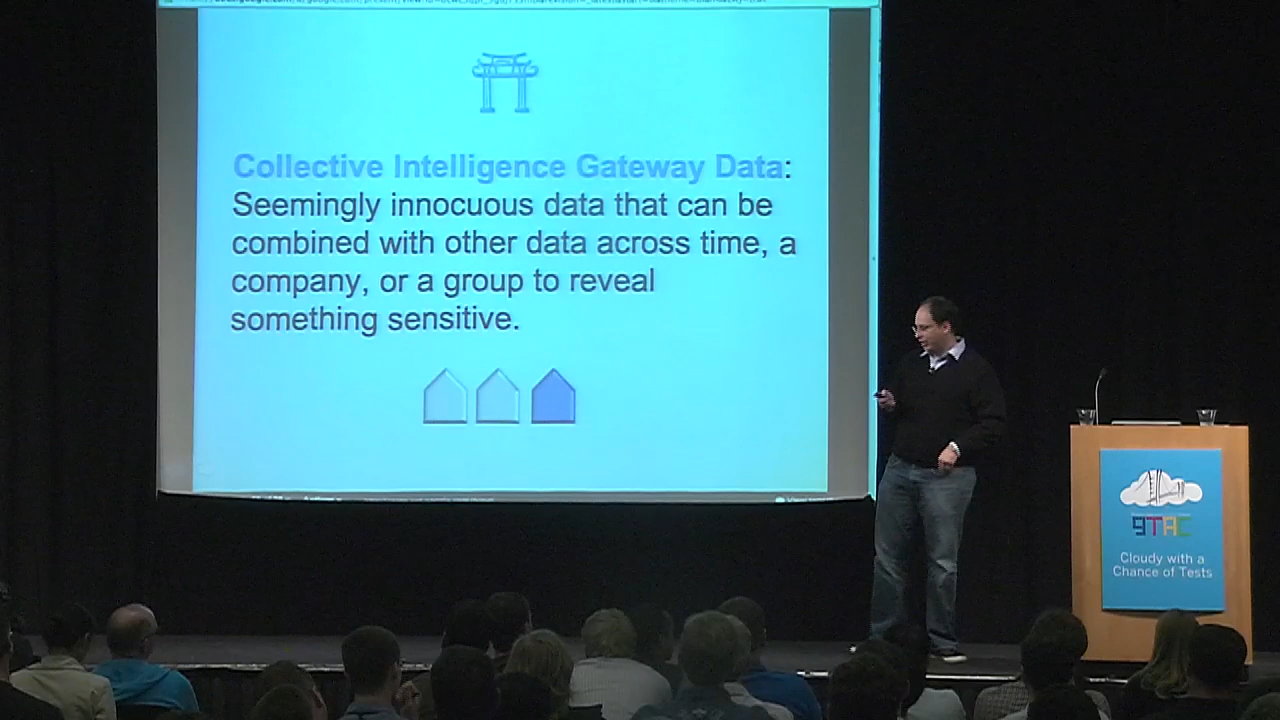 Collective Intelligence Gateway Data:
Seemingly innocuous data that can be
combined with other data across time, a
company, or a group to reveal
something sensitive.
gTAC
Cloudy with a
Chance of Tests